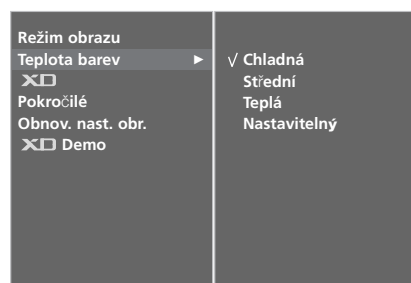 Režim obrazu
Teplota barev ►
XD
Pokročilé
Obnov. nast. obr.
XD Demo
√ Chladná
Střední
Teplá
Nastavitelný